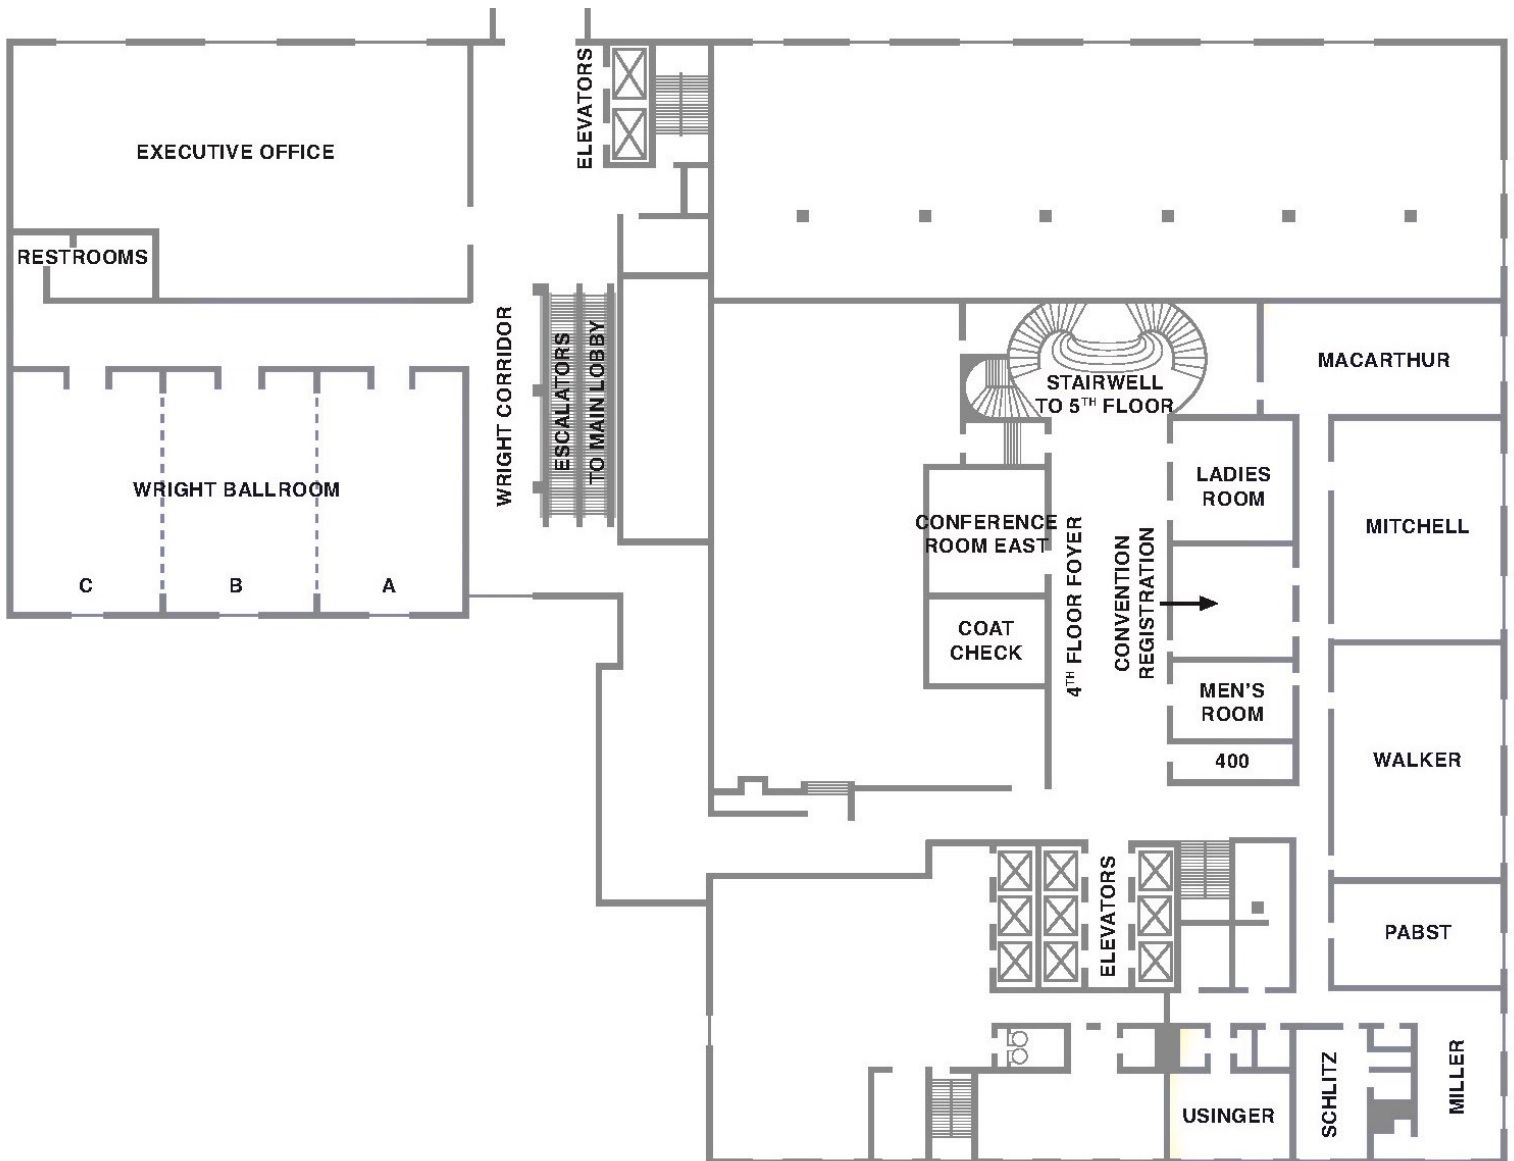 ELEVATORS
EXECUTIVE OFFICE
RESTROOMS
WRIGHT CORRIDOR
ESCALATORS
TO MAIN LOBBY
MACARTHUR
STAIRWELL
TO 5TH FLOOR
WRIGHT BALLROOM
C
B
A
LADIES
ROOM
CONFERENCE
ROOM EAST
MITCHELL
4TH FLOOR FOYER
CONVENTION
REGISTRATION
COAT
CHECK
MEN'S
ROOM
400
WALKER
ELEVATORS
PABST
USINGER
SCHLITZ
MILLER